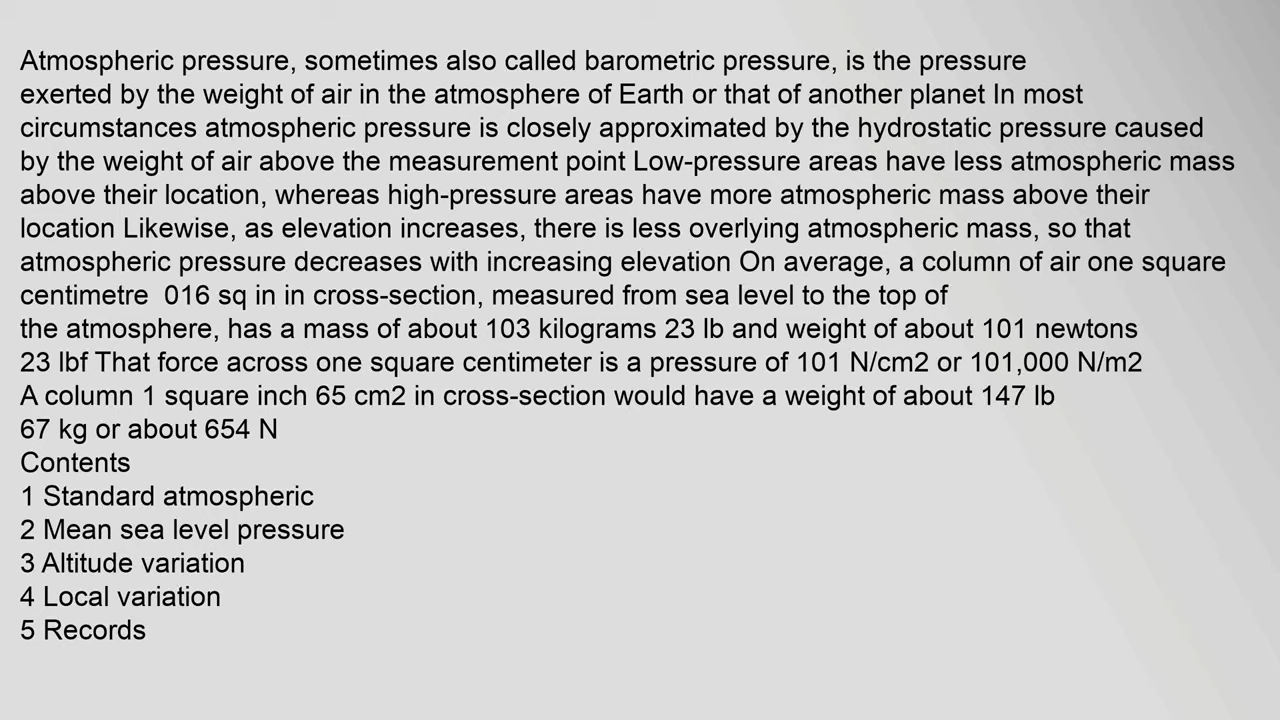 Atmospheric pressure, sometimes also called barometric pressure, is the pressure
exerted by the weight of air in the atmosphere of Earth or that of another planet In most
circumstances atmospheric pressure is closely approximated by the hydrostatic pressure caused
by the weight of air above the measurement point Low-pressure areas have less atmospheric mass
above their location, whereas high-pressure areas have more atmospheric mass above their
location Likewise, as elevation increases, there is less overlying atmospheric mass, so that
atmospheric pressure decreases with increasing elevation On average, a column of air one square
centimetre  016 sq in in cross-section, measured from sea level to the top of
the atmosphere, has a mass of about 103 kilograms 23 lb and weight of about 101 newtons
23 lbf That force across one square centimeter is a pressure of 101 N/cm2 or 101,000 N/m2
A column 1 square inch 65 cm2 in cross-section would have a weight of about 147 lb
67 kg or about 654 N
Contents
1 Standard atmospheric
2 Mean sea level pressure
3 Altitude variation
4 Local variation
5 Records